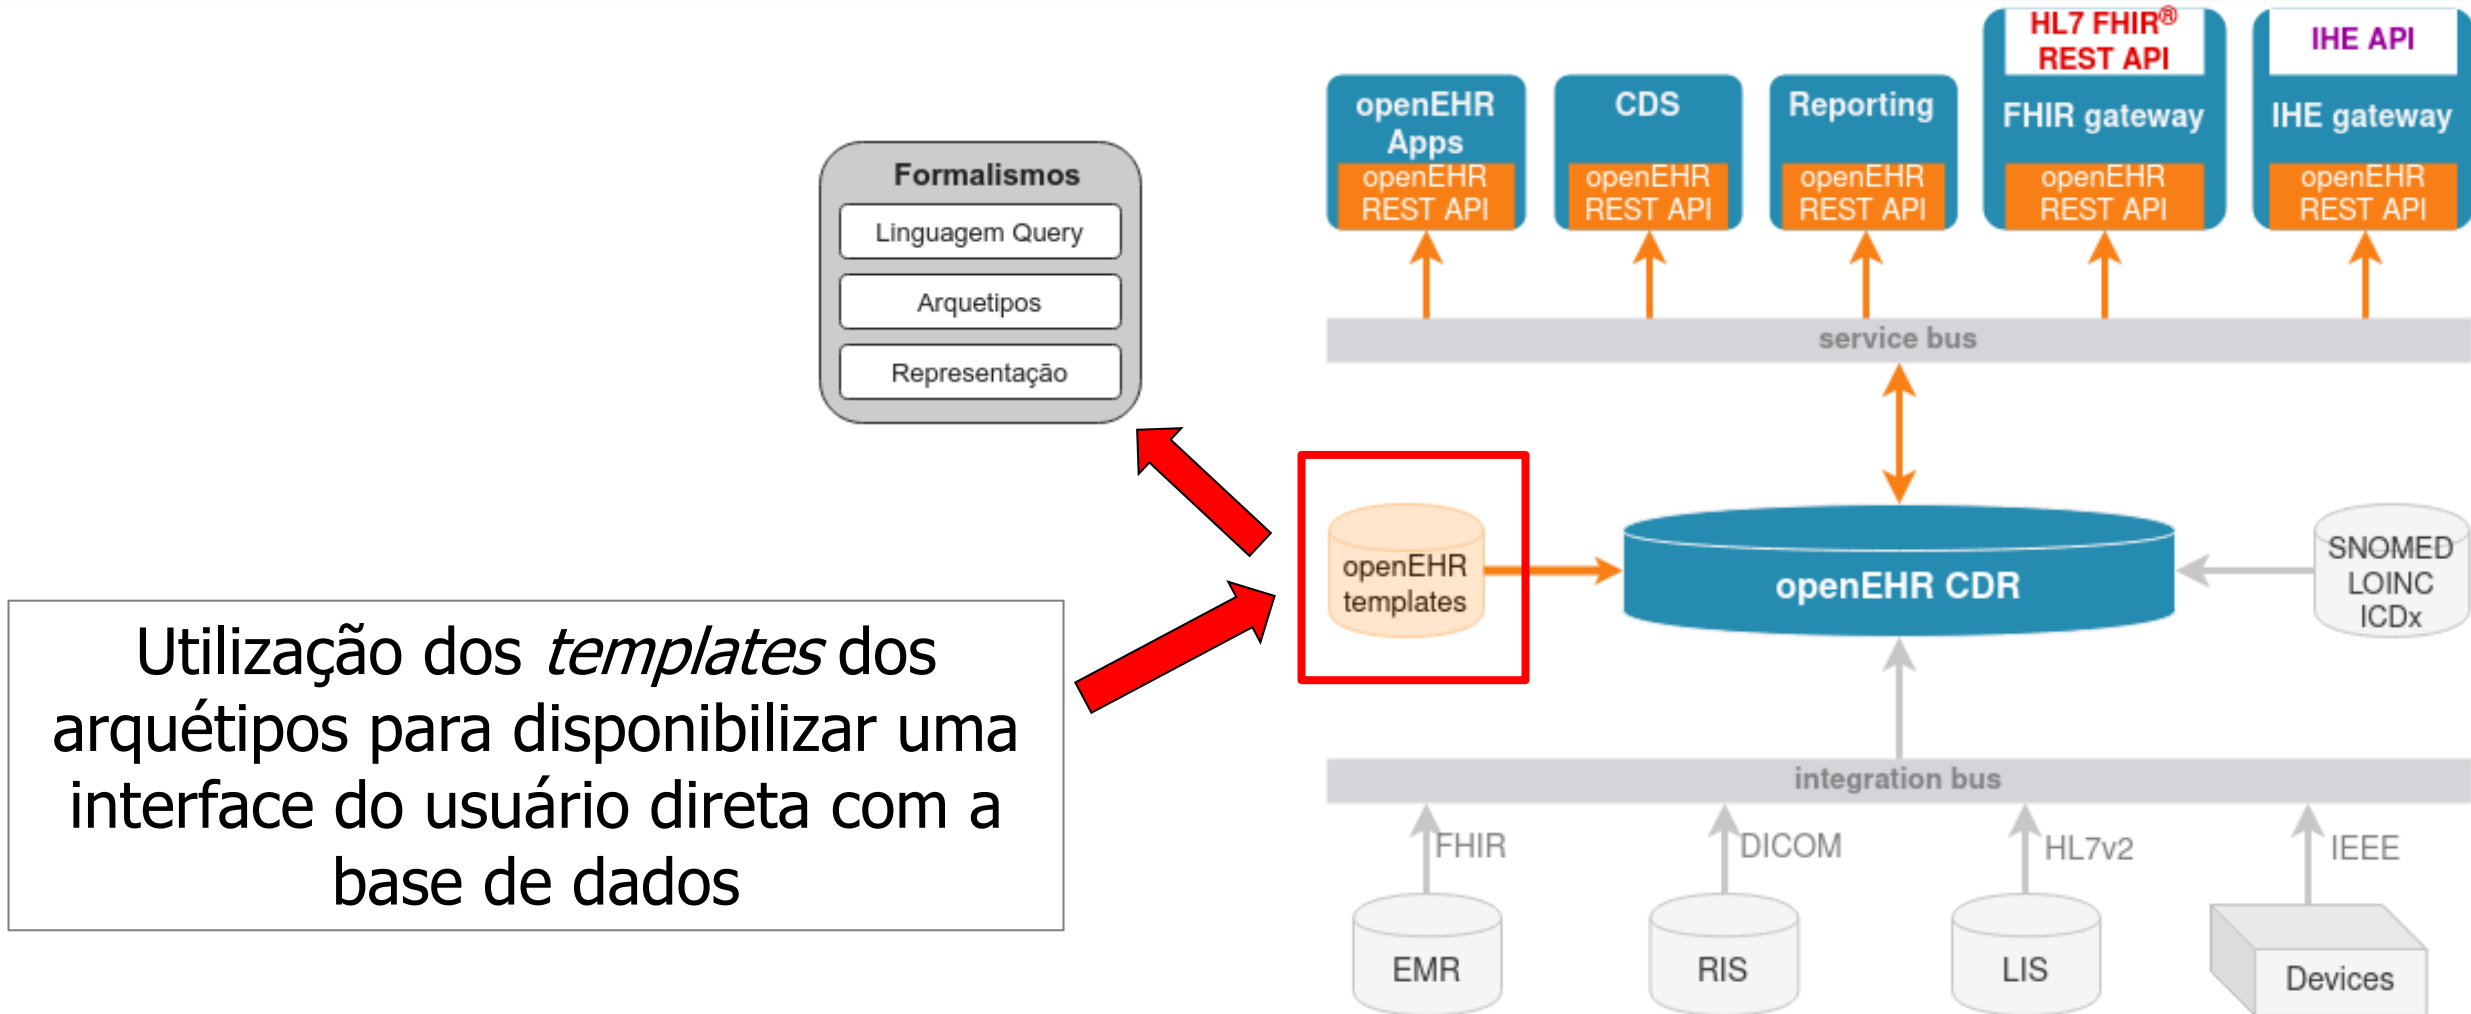 HL7 FHIR®
REST API
IHE API
openEHR
Apps
CDS
Reporting
FHIR gateway
IHE gateway
openEHR
REST API
openEHR
REST API
openEHR
REST API
openEHR
REST API
openEHR
REST API
Formalismos
Linguagem Query
Arquetipos
Representação
service bus
openEHR
templates
openEHR CDR
SNOMED
LOINC
ICDx
Utilização dos templates dos
arquétipos para disponibilizar uma
interface do usuário direta com a
base de dados
integration bus
FHIR
DICOM
HL7v2
IEEE
EMR
RIS
LIS
Devices